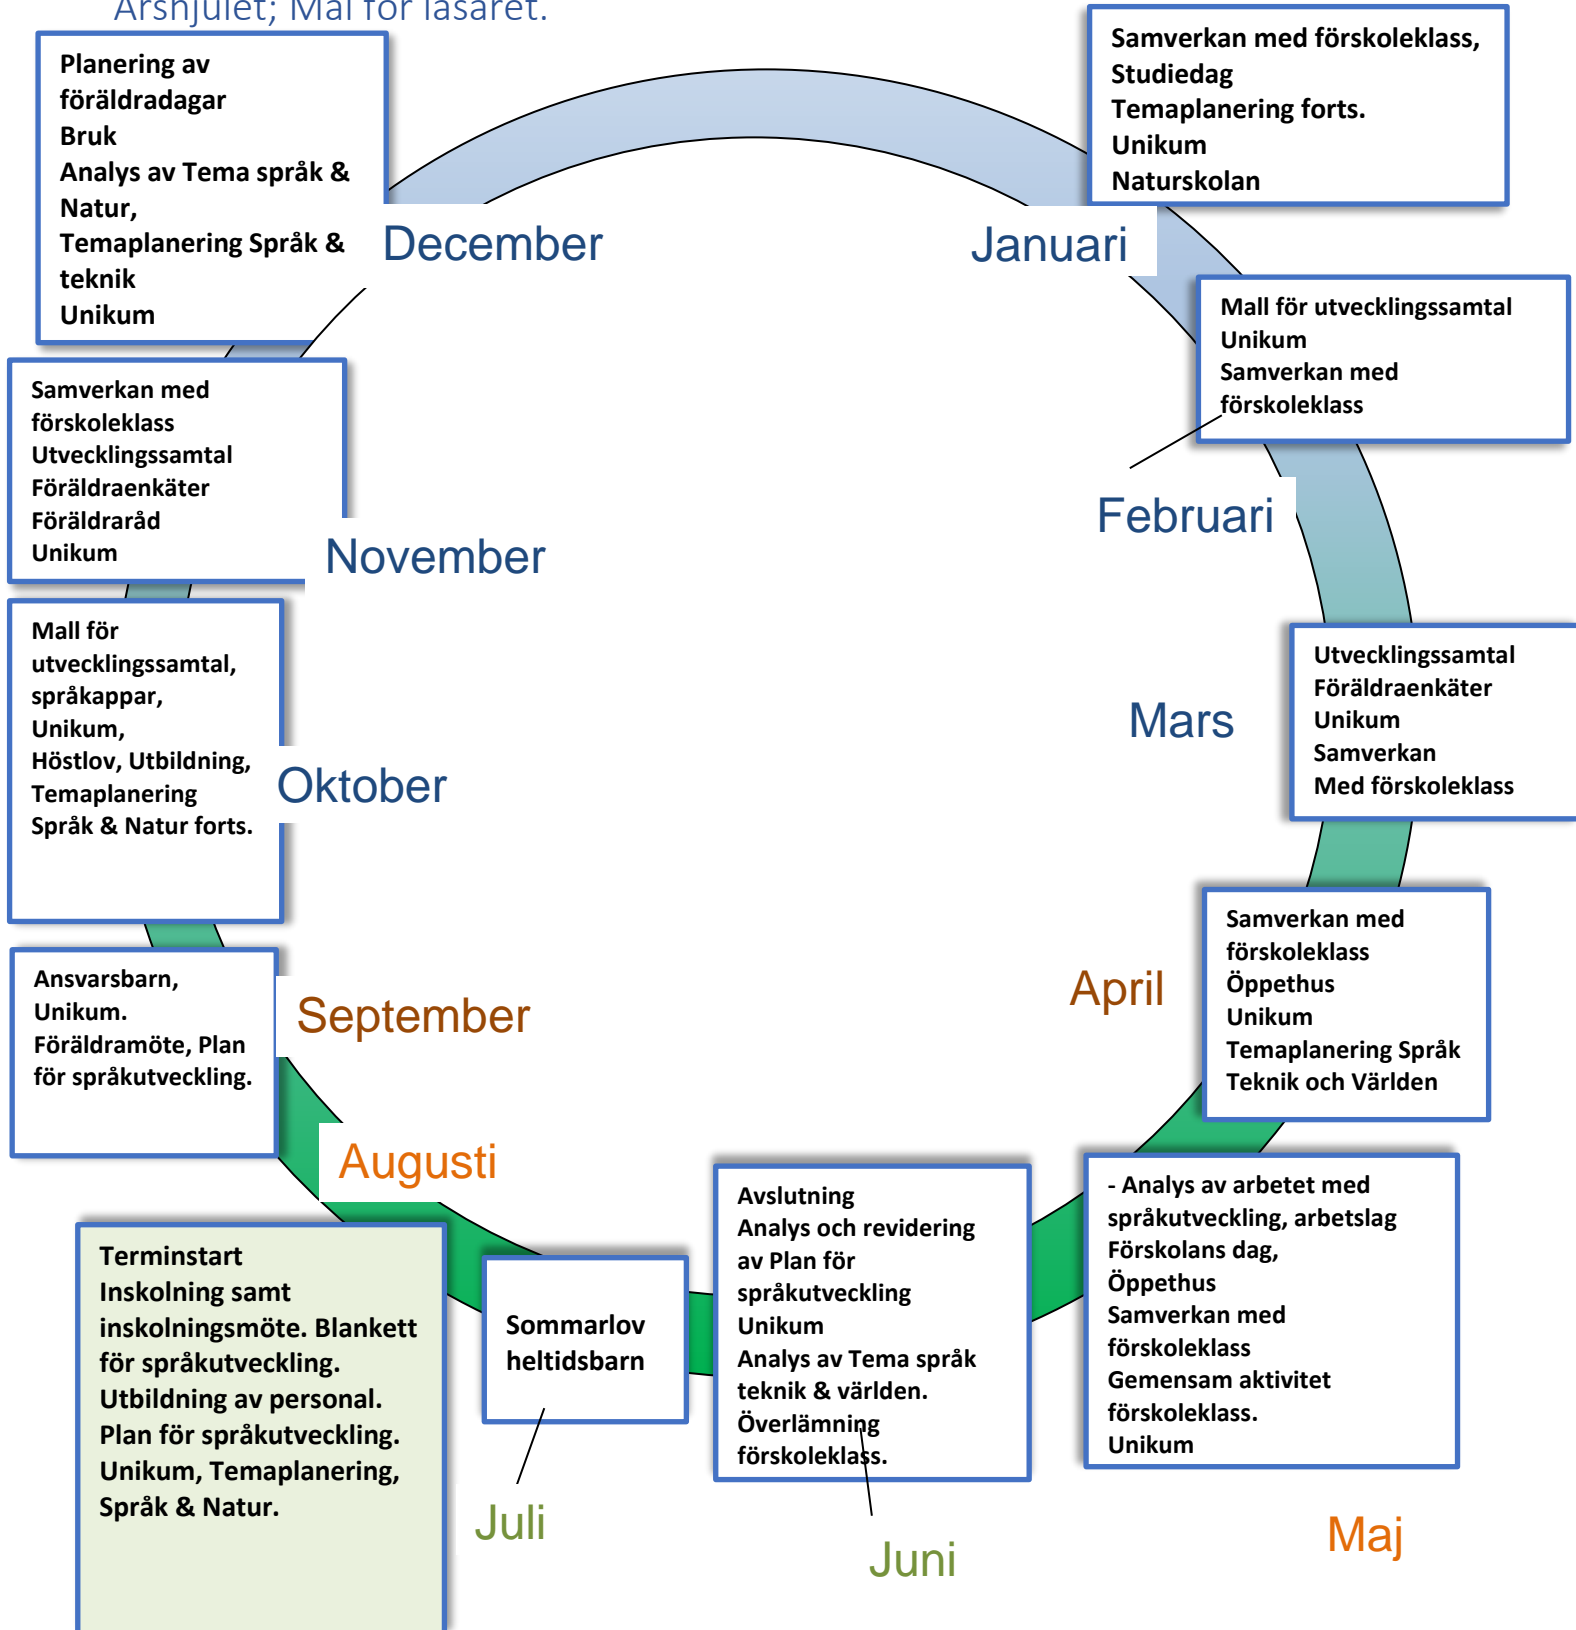 Årshjulet; Mål för läsåret.
Planering av
föräldradagar
Bruk
Analys av Tema språk &
Natur,
Temaplanering Språk &
teknik
Unikum
December
Samverkan med förskoleklass,
Studiedag
Temaplanering forts.
Unikum
Naturskolan
Januari
Mall för utvecklingssamtal
Unikum
Samverkan med
förskoleklass
Februari
Samverkan med
förskoleklass
Utvecklingssamtal
Föräldraenkäter
Föräldraråd
Unikum
November
Mall för
utvecklingssamtal,
språkappar,
Unikum,
Höstlov, Utbildning,
Temaplanering
Språk & Natur forts.
Oktober
Utvecklingssamtal
Föräldraenkäter
Unikum
Samverkan
Med förskoleklass
Mars
Samverkan med
förskoleklass
Öppethus
Unikum
Temaplanering Språk
Teknik och Världen
April
Ansvarsbarn,
Unikum.
Föräldramöte, Plan
för språkutveckling.
September
Augusti
Terminstart
Inskolning samt
inskolningsmöte. Blankett
för språkutveckling.
Utbildning av personal.
Plan för språkutveckling.
Unikum, Temaplanering,
Språk & Natur.
Sommarlov
heltidsbarn
Juli
Avslutning
Analys och revidering
av Plan för
språkutveckling
Unikum
Analys av Tema språk
teknik & världen.
Överlämning
förskoleklass.
Juni
- Analys av arbetet med
språkutveckling, arbetslag
Förskolans dag,
Öppethus
Samverkan med
förskoleklass
Gemensam aktivitet
förskoleklass.
Unikum
Maj